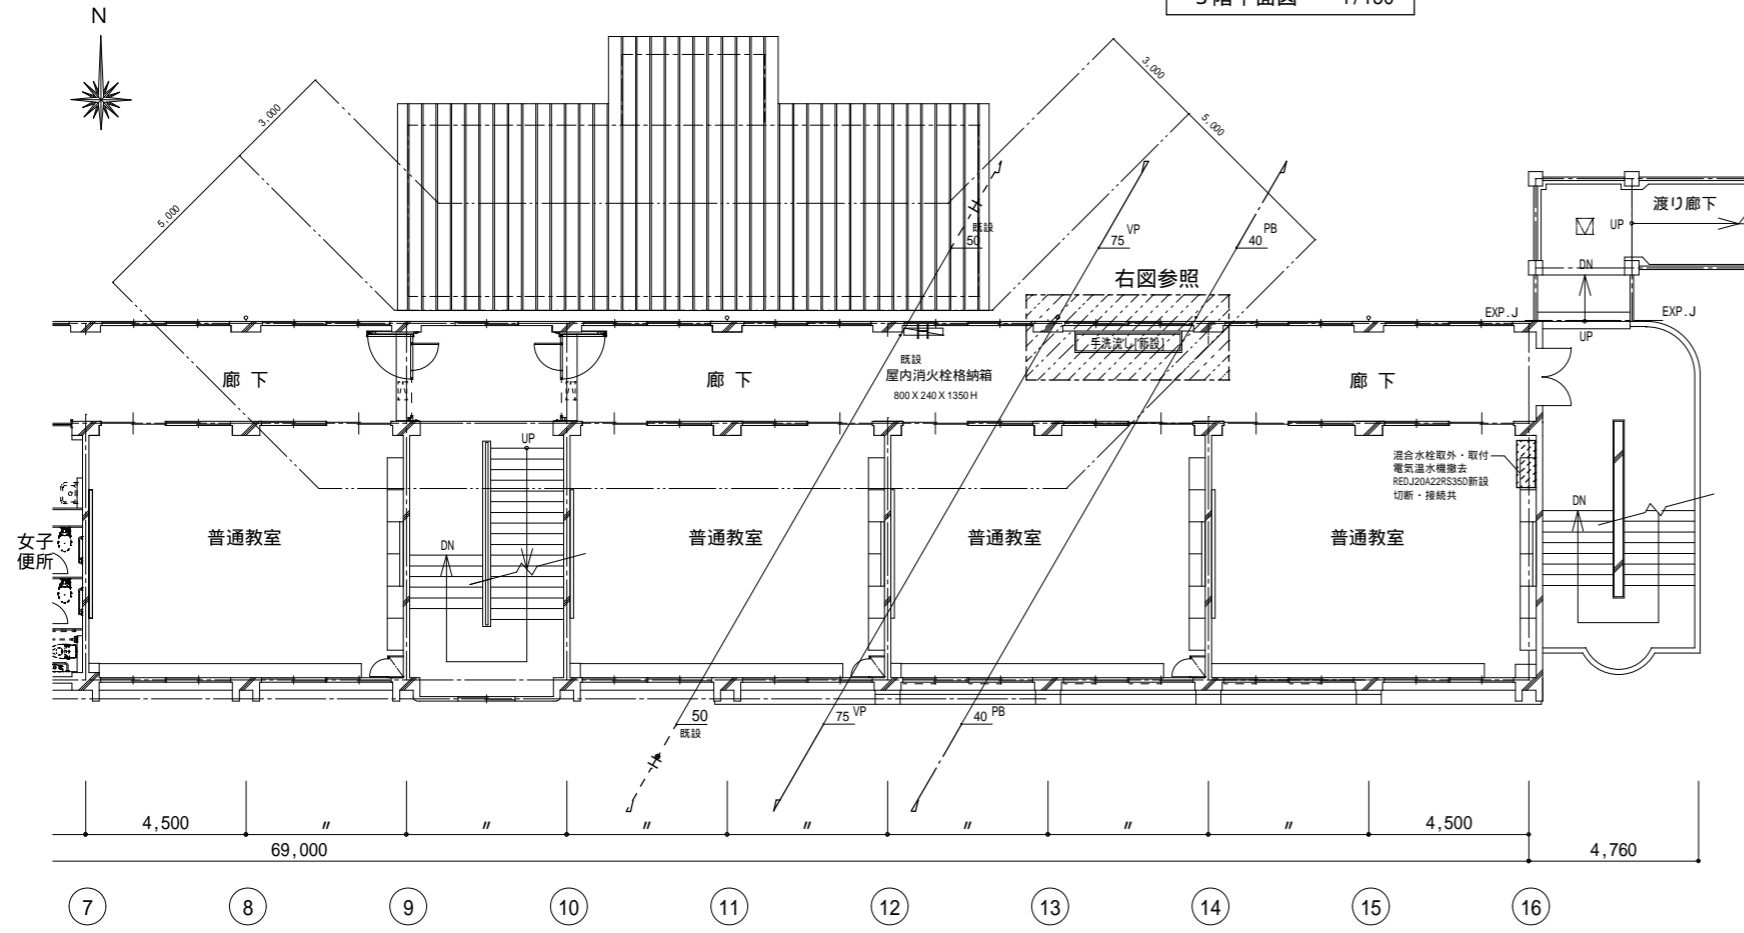 3階平面図 1/150
N
3,000
5,000
3,000
5,000
既設
50
75 VP
40 PB
右図参照
渡り廊下
UP
DN
EXP.J
EXP.J
UP
手洗流し[新設]
既設
屋内消火栓格納箱
800X240X1350H
廊下
廊下
廊下
UP
DN
混合水栓取外・取付
電気温水機撤去
REDJ20A22RS35D新設
切断・接続共
DN
女子
便所
普通教室
普通教室
普通教室
普通教室
50
既設
75 VP
40 PB
4,500 〃 〃 〃 〃 〃 〃 〃 4,500
69,000 4,760
7 8 9 10 11 12 13 14 15 16